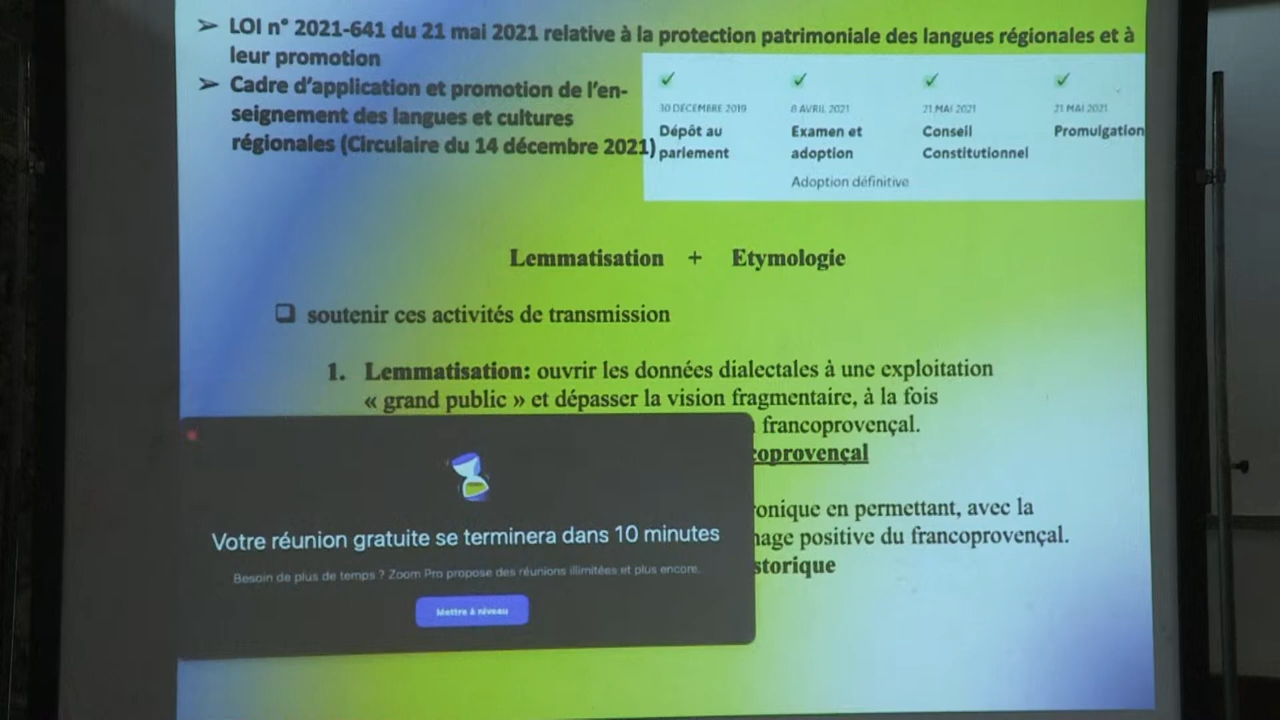 ➢ LOI n° 2021-641 du 21 mai 2021 relative à la protection patrimoniale des langues régionales et à
leur promotion
➢ Cadre d'application et promotion de l'en-
seignement des langues et cultures
régionales (Circulaire du 14 décembre 2021)
30 DÉCEMBRE 2019
Dépôt au
parlement
8 AVRIL 2021
Examen et
adoption
Adoption définitive
21 MAI 2021
Conseil
Constitutionnel
21 MAI 2021
Promulgation
Lemmatisation + Etymologie
❑ soutenir ces activités de transmission
1. Lemmatisation: ouvrir les données dialectales à une exploitation
« grand public » et dépasser la vision fragmentaire, à la fois
francoprovençal.
coprovençal
onique en permettant, avec la
mage positive du francoprovençal.
storique
Votre réunion gratuite se terminera dans 10 minutes
Besoin de plus de temps ? Zoom Pro propose des réunions illimitées et plus encore.
Mettre à niveau